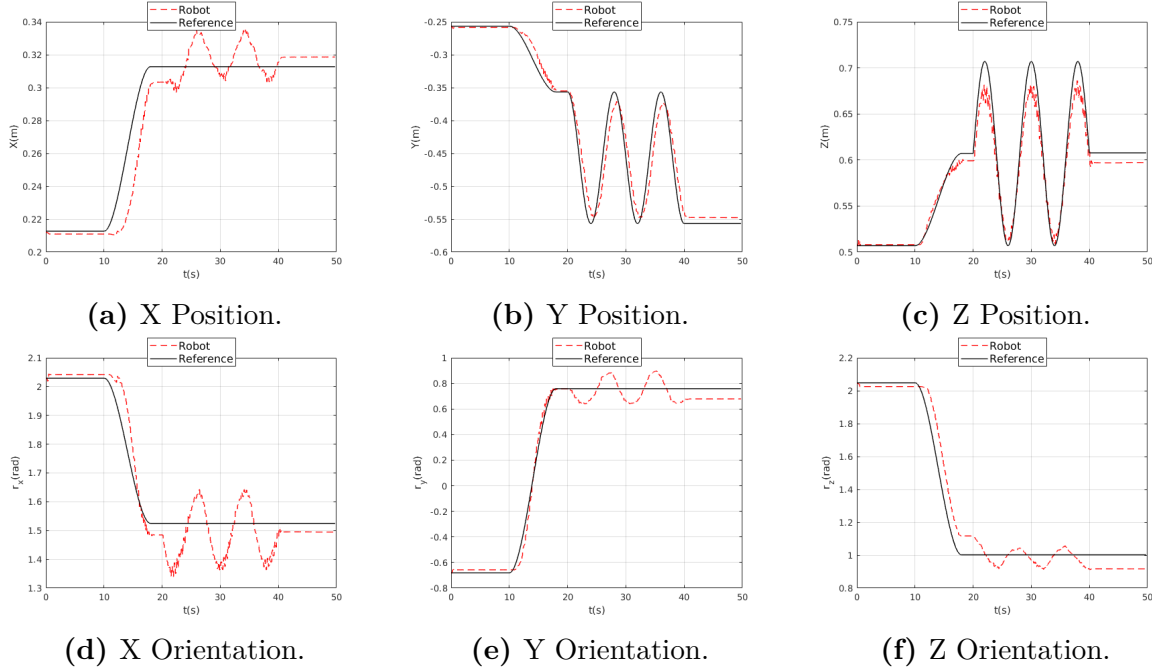 Robot
Reference
0.34
0.32
0.3
0.28
0.26
0.24
0.22
0.2
X(m)
0 10 20 30 40 50
t(s)
(a) X Position.
Robot
Reference
-0.25
-0.3
-0.35
-0.4
-0.45
-0.5
-0.55
-0.6
Y(m)
0 10 20 30 40 50
t(s)
(b) Y Position.
Robot
Reference
0.75
0.7
0.65
0.6
0.55
0.5
Z(m)
0 10 20 30 40 50
t(s)
(c) Z Position.
Robot
Reference
2.1
2
1.9
1.8
1.7
1.6
1.5
1.4
1.3
r_x(rad)
0 10 20 30 40 50
t(s)
(d) X Orientation.
Robot
Reference
1
0.8
0.6
0.4
0.2
0
-0.2
-0.4
-0.6
-0.8
r_y(rad)
0 10 20 30 40 50
t(s)
(e) Y Orientation.
Robot
Reference
2.2
2
1.8
1.6
1.4
1.2
1
0.8
r_z(rad)
0 10 20 30 40 50
t(s)
(f) Z Orientation.